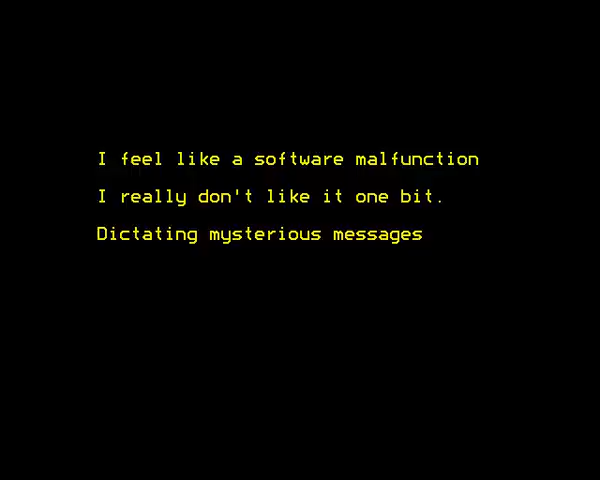 I feel like a software malfunction
I really don't like it one bit.
Dictating mysterious messages